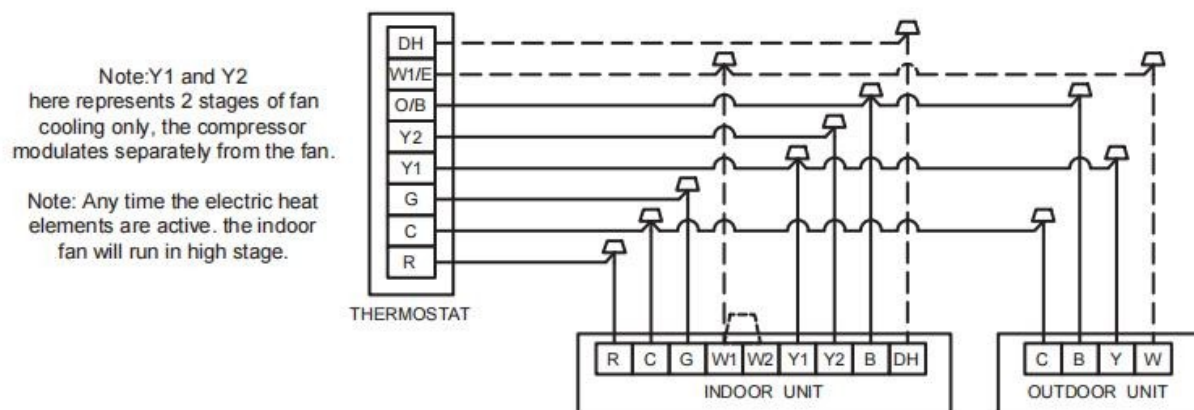 Note:Y1 and Y2
here represents 2 stages of fan
cooling only, the compressor
modulates separately from the fan.
Note: Any time the electric heat
elements are active. the indoor
fan will run in high stage.
DH
W1/E
O/B
Y2
Y1
G
C
R
THERMOSTAT
R C G W1 W2 Y1 Y2 B DH
INDOOR UNIT
C B Y W
OUTDOOR UNIT